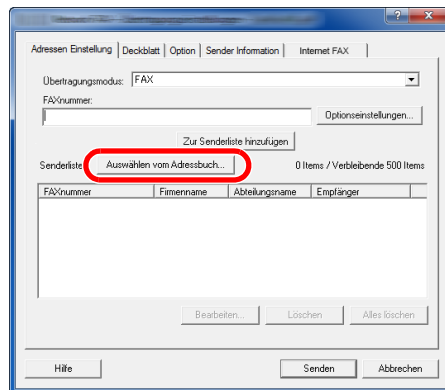 Adressen Einstellung Deckblatt Option Sender Information Internet FAX
Übertragungsmodus: FAX
FAXnummer:
Optionseinstellungen...
Zur Senderliste hinzufügen
Senderliste Auswählen vom Adressbuch... 0 Items / Verbleibende 500 Items
FAXnummer Firmenname Abteilungsname Empfänger
Bearbeiten... Löschen Alles löschen
Hilfe Senden Abbrechen